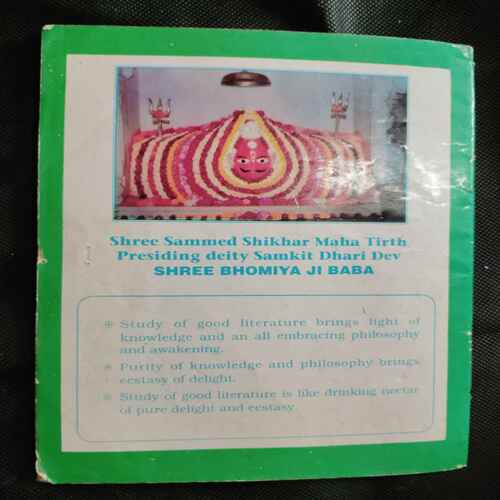 Shree Sammed Shikhar Maha Tirth
Presiding deity Samkit Dhari Dev
SHREE BHOMIYA JI BABA
Study of good literature brings light of
knowledge and an all embracing philosophy
and awakening.
Purity of knowledge and philosophy brings
ecstasy of delight.
Study of good literature is like drinking nectar
of pure delight and ecstasy